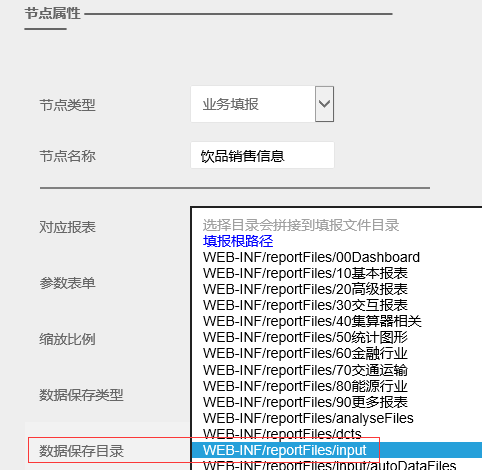 节点属性
节点类型 业务填报
节点名称 饮品销售信息
对应报表
选择目录会拼接到填报文件目录
填报根路径
WEB-INF/reportFiles/00Dashboard
WEB-INF/reportFiles/10基本报表
参数表单
WEB-INF/reportFiles/20高级报表
WEB-INF/reportFiles/30交互报表
WEB-INF/reportFiles/40集算器相关
缩放比例
WEB-INF/reportFiles/50统计图形
WEB-INF/reportFiles/60金融行业
WEB-INF/reportFiles/70交通运输
数据保存类型
WEB-INF/reportFiles/80能源行业
WEB-INF/reportFiles/90更多报表
WEB-INF/reportFiles/analyseFiles
WEB-INF/reportFiles/dcts
数据保存目录 WEB-INF/reportFiles/input
WEB-INF/reportFiles/input/autoDataFiles